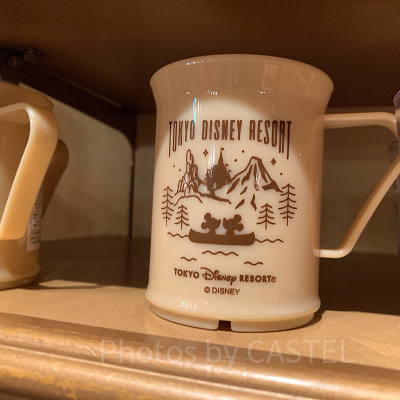 TOKYO DISNEY RESORT
TOKYO Disney RESORT®
© DISNEY
Photos by CASTEL